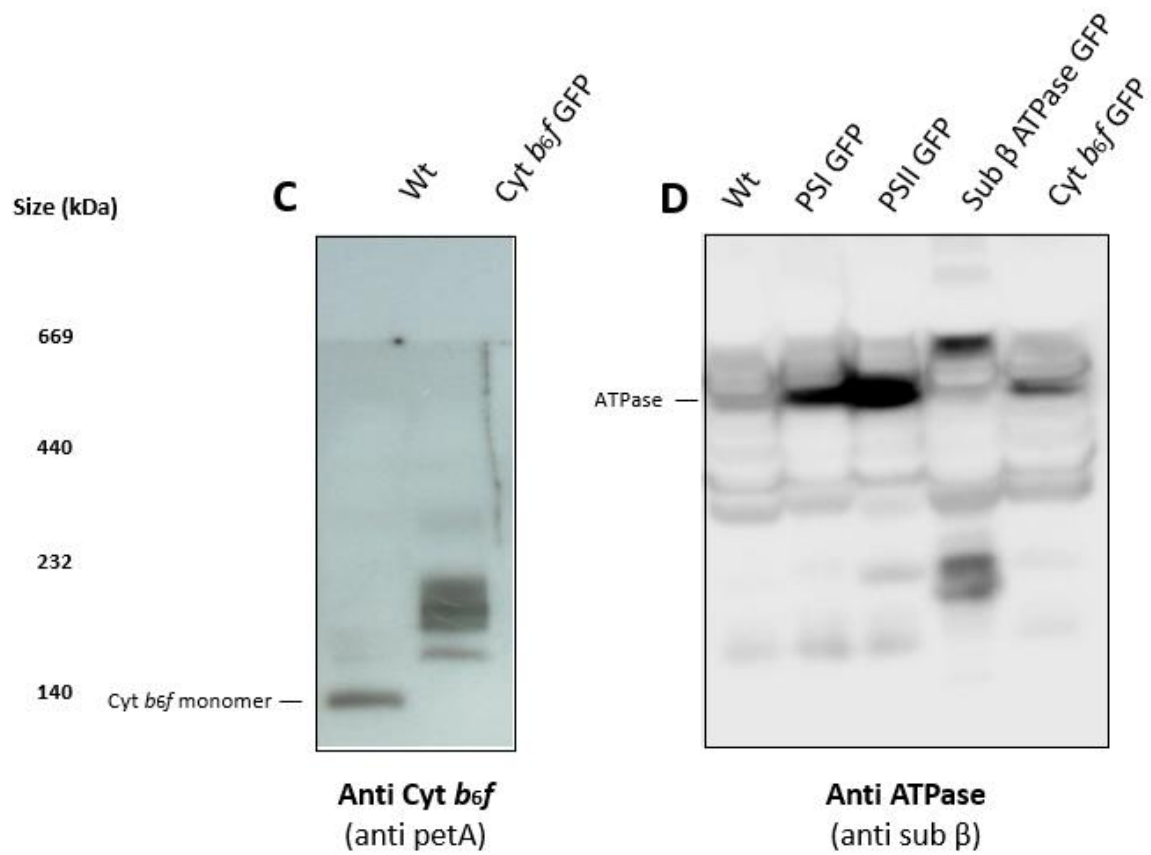 Size (kDa)
669
440
232
140
C
Wt
Cyt b6f GFP
Cyt b6f monomer
Anti Cyt b6f
(anti petA)
D
Wt
PSI GFP
PSII GFP
Sub β ATPase GFP
Cyt b6f GFP
ATPase
Anti ATPase
(anti sub β)